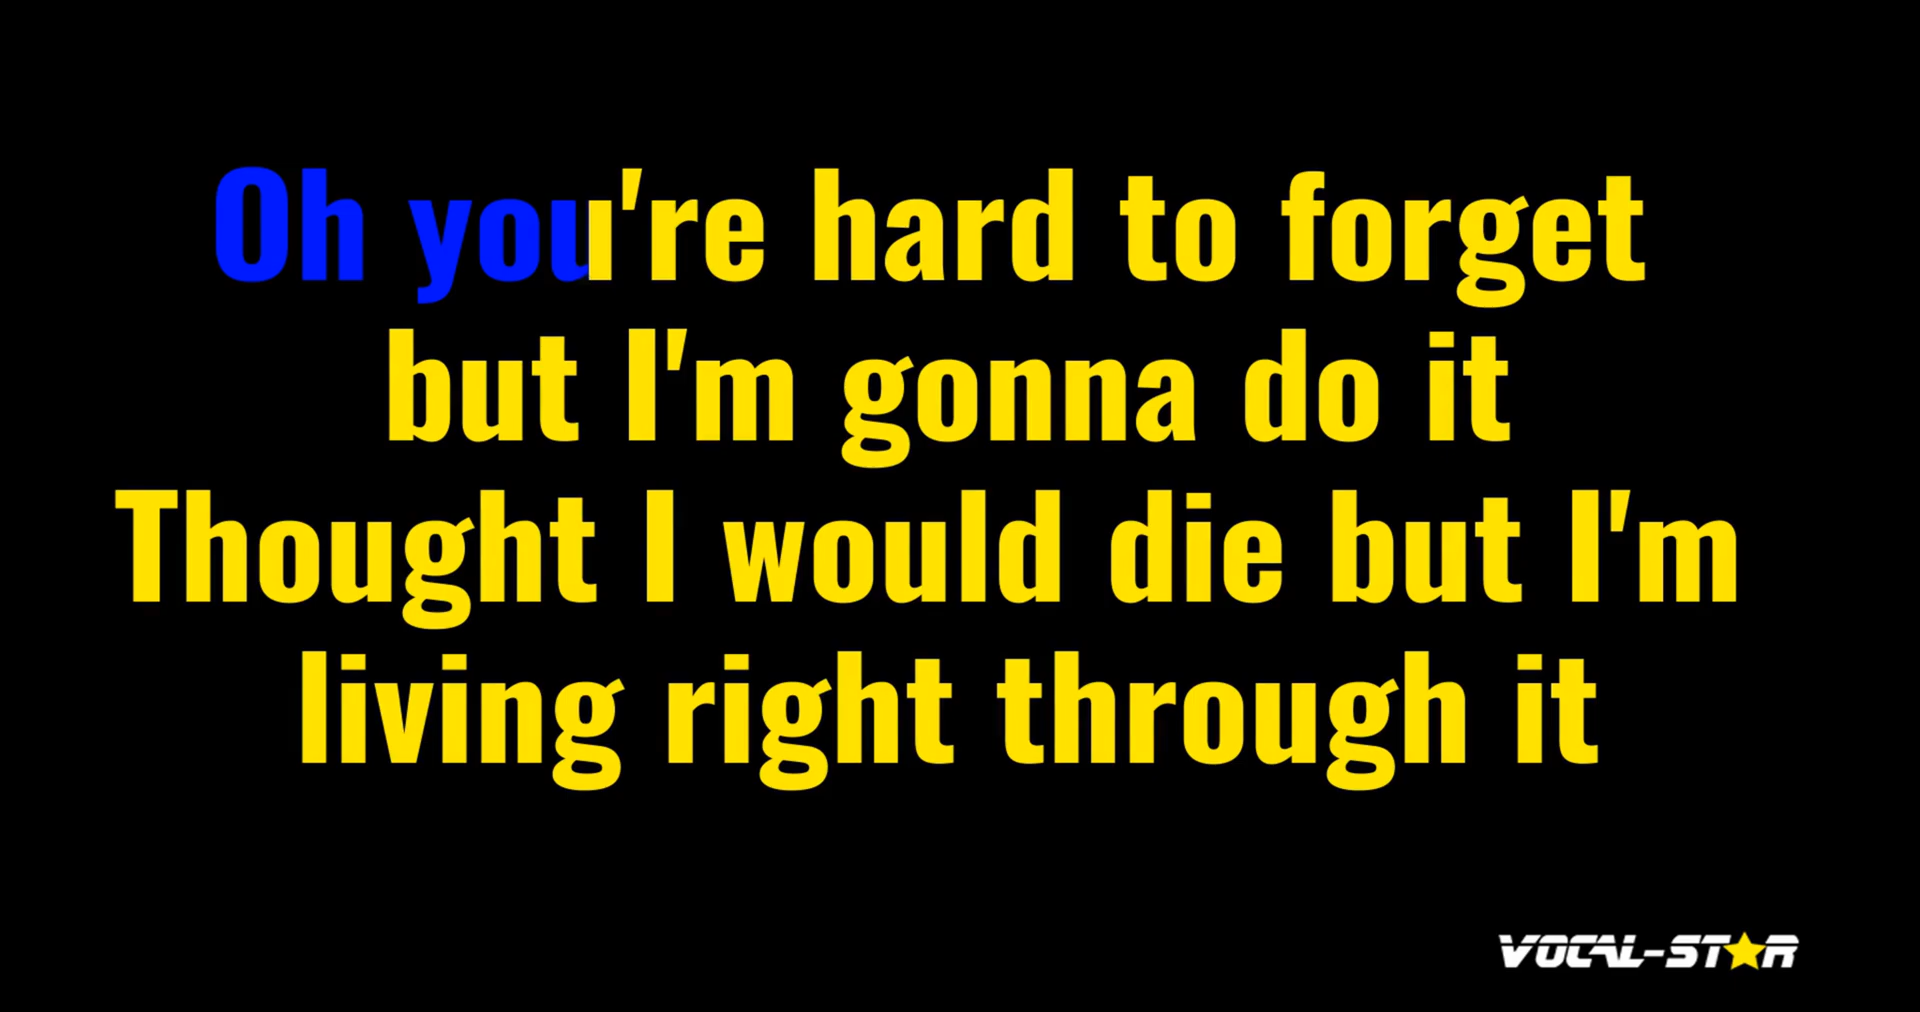 Oh you're hard to forget
but I'm gonna do it
Thought I would die but I'm
living right through it
VOCAL-STAR